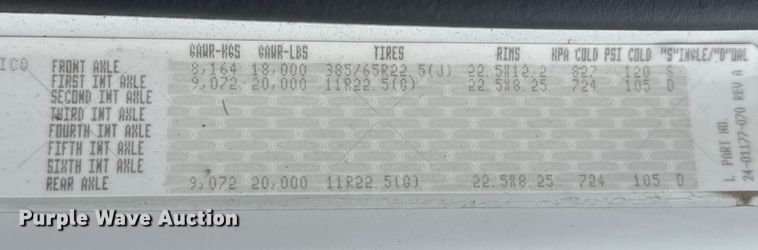 GAWR-KGS GAWR-LBS TIRES RIMS KPA COLD PSI COLD "S"INGLE/"D"UAL
ICO FRONT AXLE 8,164 18,000 385/65R22.5(J) 22.5X12.2 827 120 S
FIRST INT AXLE 9,072 20,000 11R22.5(G) 22.5X8.25 724 105 D
SECOND INT AXLE
THIRD INT AXLE
FOURTH INT AXLE
FIFTH INT AXLE
SIXTH INT AXLE
REAR AXLE 9,072 20,000 11R22.5(G) 22.5X8.25 724 105 D
L PART NO.
24-01177-070 REV A
Purple Wave Auction